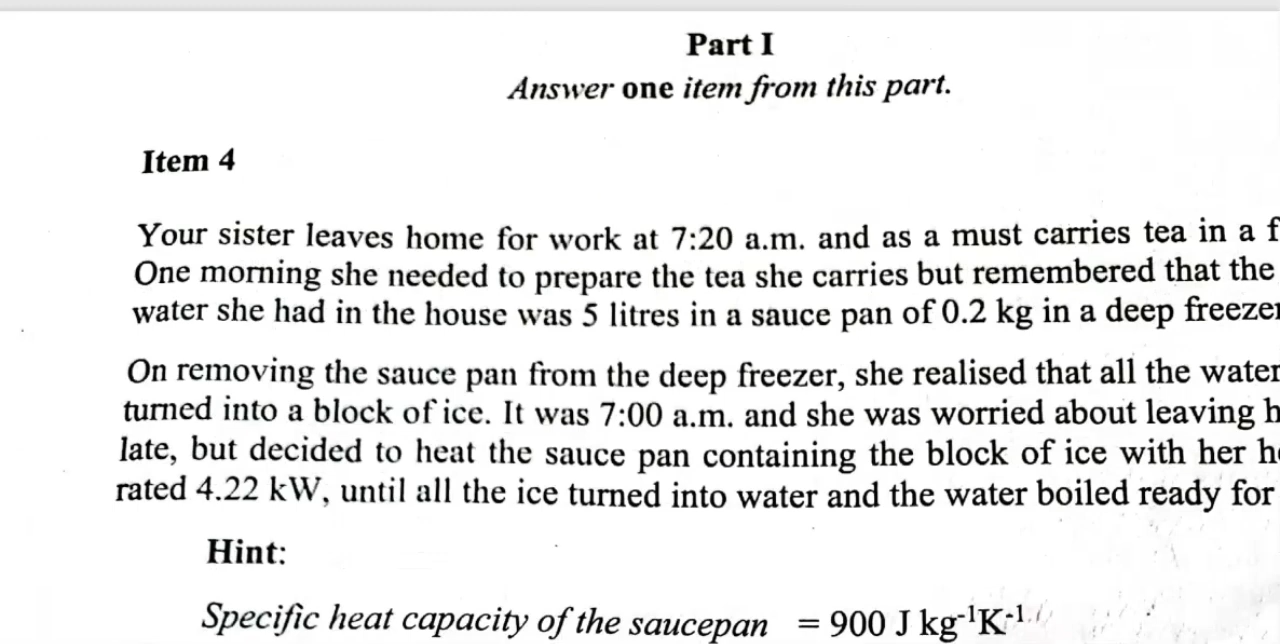 Part I
Answer one item from this part.
Item 4
Your sister leaves home for work at 7:20 a.m. and as a must carries tea in a
One morning she needed to prepare the tea she carries but remembered that the
water she had in the house was 5 litres in a sauce pan of 0.2 kg in a deep freezer
On removing the sauce pan from the deep freezer, she realised that all the water
turned into a block of ice. It was 7:00 a.m. and she was worried about leaving
late, but decided to heat the sauce pan containing the block of ice with her
rated 4.22 kW, until all the ice turned into water and the water boiled ready for
Hint:
Specific heat capacity of the saucepan = 900 J kg⁻¹K⁻¹